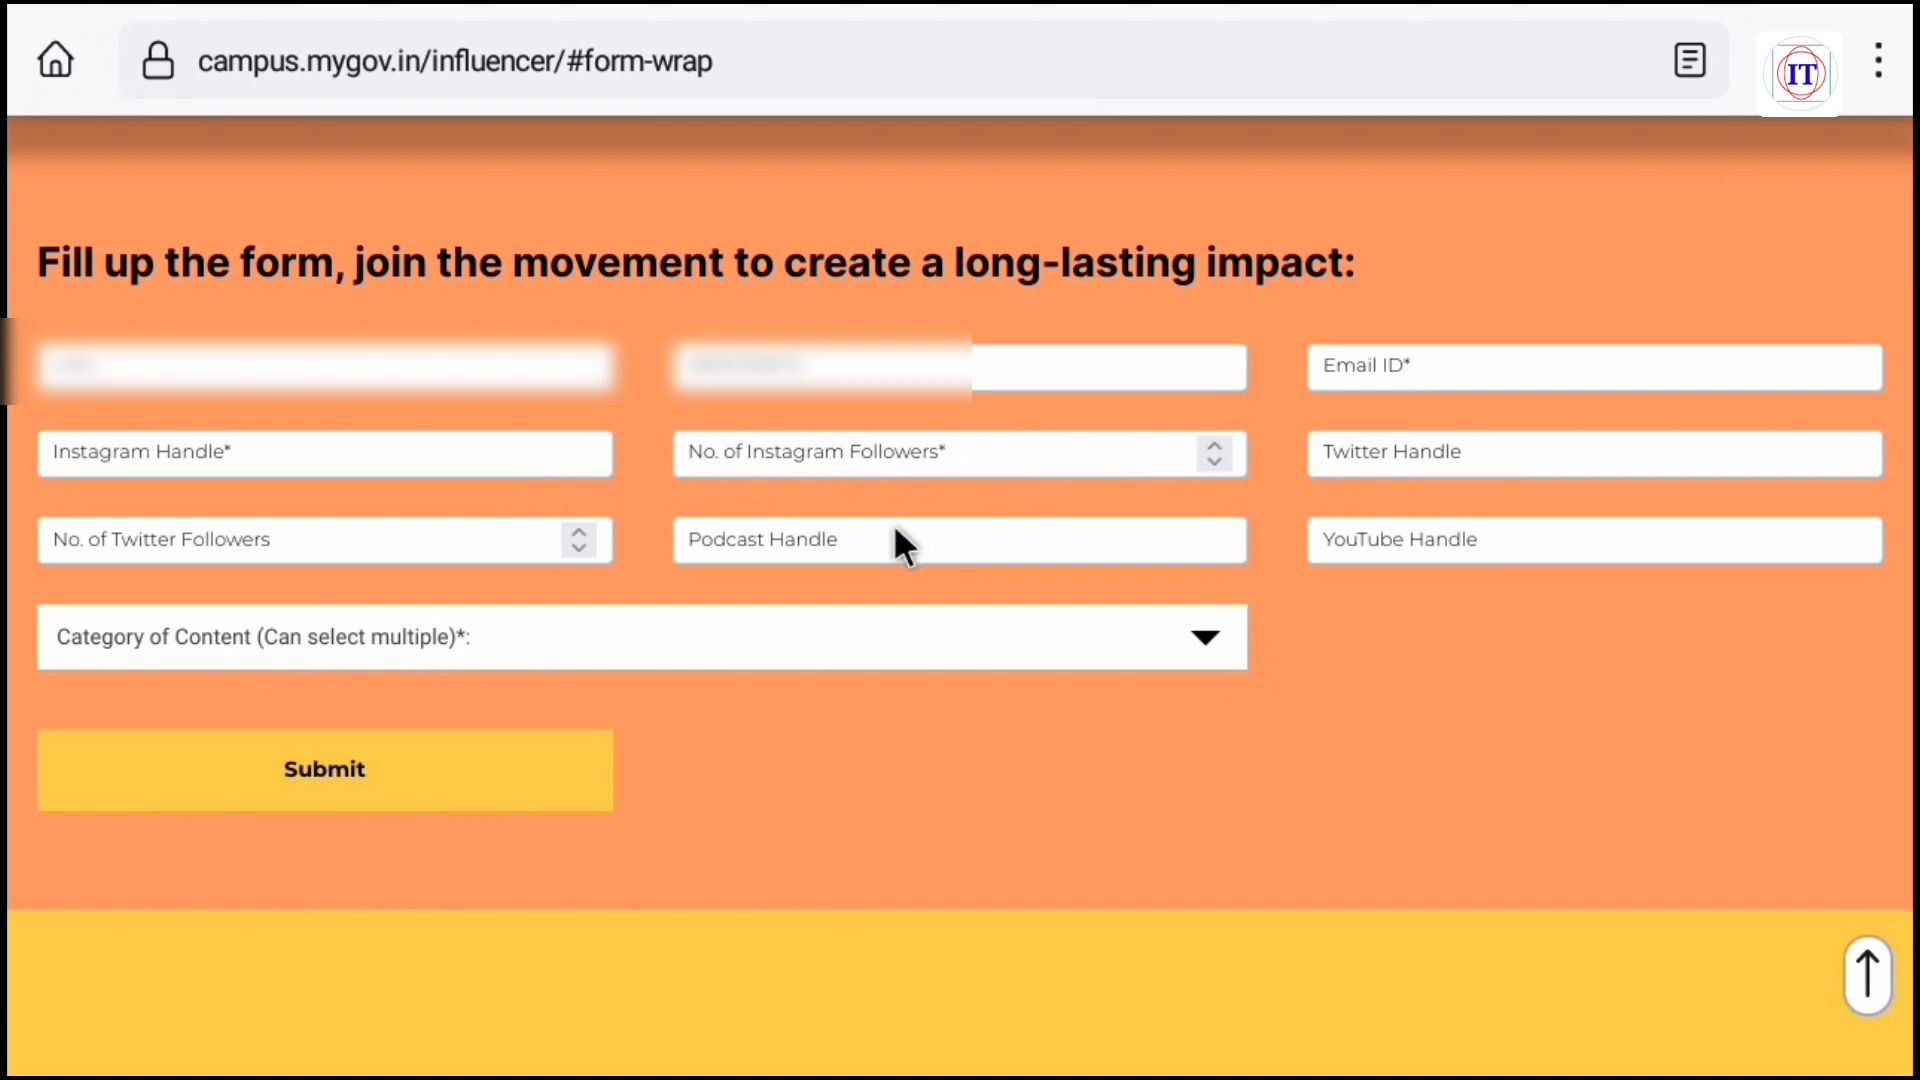 campus.mygov.in/influencer/#form-wrap
IT
Fill up the form, join the movement to create a long-lasting impact:
Email ID*
Instagram Handle*
No. of Instagram Followers*
Twitter Handle
No. of Twitter Followers
Podcast Handle
YouTube Handle
Category of Content (Can select multiple)*:
Submit